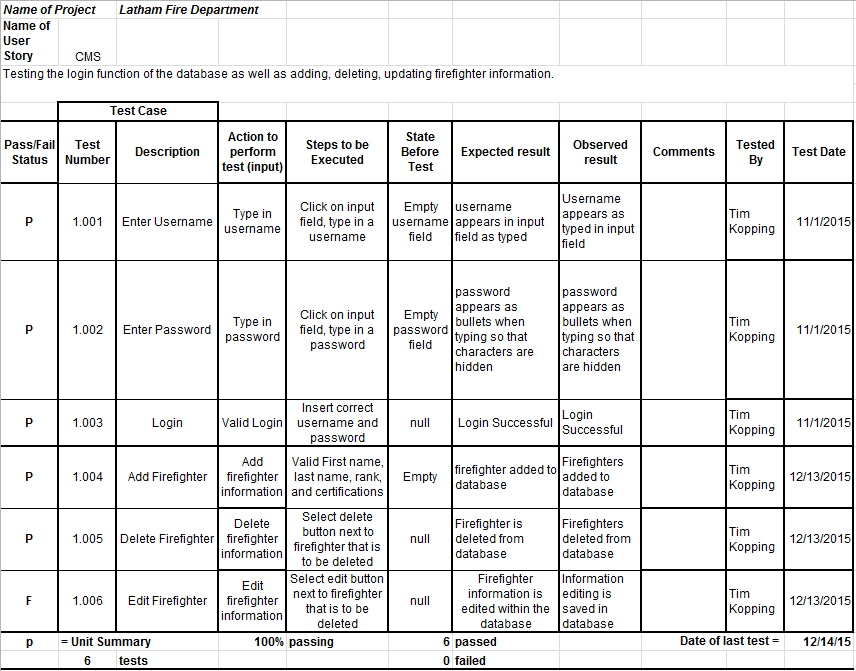 Name of Project Latham Fire Department
Name of
User
Story CMS
Testing the login function of the database as well as adding, deleting, updating firefighter information.
Test Case
Pass/Fail
Status
Test
Number
Description
Action to
perform
test (input)
Steps to be
Executed
State
Before
Test
Expected result
Observed
result
Comments
Tested
By
Test Date
P
1.001
Enter Username
Type in
username
Click on input
field, type in a
username
Empty
username
field
username
appears in input
field as typed
Username
appears as
typed in input
field
Tim
Kopping
11/1/2015
P
1.002
Enter Password
Type in
password
Click on input
field, type in a
password
Empty
password
field
password
appears as
bullets when
typing so that
characters are
hidden
password
appears as
bullets when
typing so that
characters
are hidden
Tim
Kopping
11/1/2015
P
1.003
Login
Valid Login
Insert correct
username and
password
null
Login Successful
Login
Successful
Tim
Kopping
11/1/2015
P
1.004
Add Firefighter
Add
firefighter
information
Valid First name,
last name, rank,
and certifications
Empty
firefighter added to
database
Firefighters
added to
database
Tim
Kopping
12/13/2015
P
1.005
Delete Firefighter
Delete
firefighter
information
Select delete
button next to
firefighter that is
to be deleted
null
Firefighter is
deleted from
database
Firefighters
deleted from
database
Tim
Kopping
12/13/2015
F
1.006
Edit Firefighter
Edit
firefighter
information
Select edit button
next to firefighter
that is to be
deleted
null
Firefighter
information is
edited within the
database
Information
editing is
saved in
database
Tim
Kopping
12/13/2015
p = Unit Summary 100% passing 6 passed Date of last test = 12/14/15
6 tests 0 failed